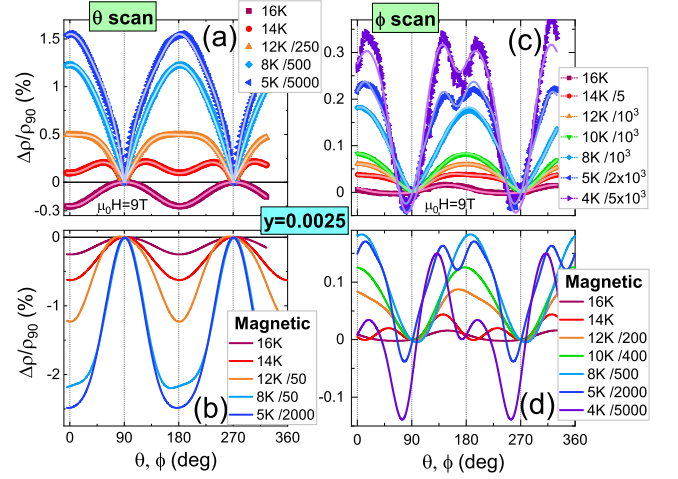 θ scan
(a)
1.5
1.0
0.5
0
-0.3
Δρ/ρ90 (%)
16K
14K
12K /250
8K /500
5K /5000
μ0H=9T
ϕ scan
(c)
0.3
0.2
0.1
0
16K
14K /5
12K /10³
10K /10³
8K /10³
5K /2x10³
4K /5x10³
μ0H=9T
y=0.0025
0
-1
-2
Δρ/ρ90 (%)
Magnetic
16K
14K
12K /50
8K /50
5K /2000
(b)
0 90 180 270 360
θ, ϕ (deg)
0.1
0
-0.1
Magnetic
16K
14K
12K /200
10K /400
8K /500
5K /2000
4K /5000
(d)
0 90 180 270 360
θ, ϕ (deg)